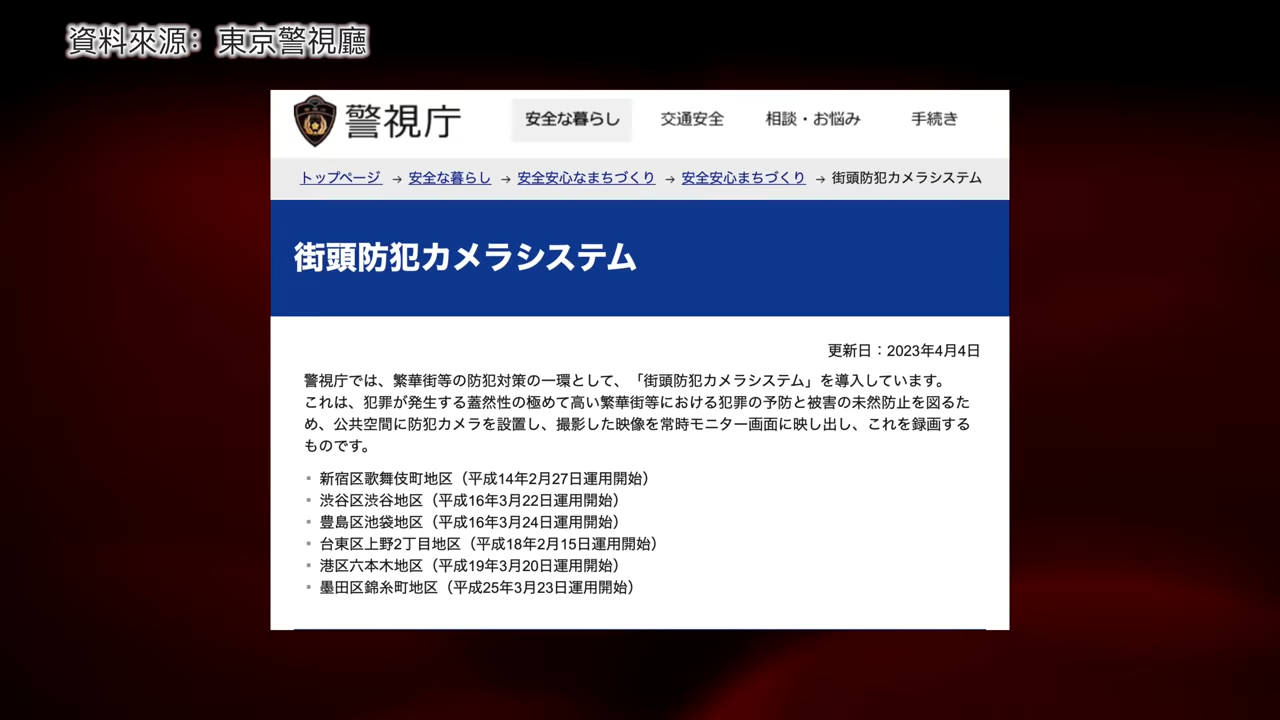 資料來源：東京警視廳
警視庁
安全な暮らし 交通安全 相談・お悩み 手続き
トップページ → 安全な暮らし → 安全安心なまちづくり → 安全安心まちづくり → 街頭防犯カメラシステム
街頭防犯カメラシステム
更新日：2023年4月4日
警視庁では、繁華街等の防犯対策の一環として、「街頭防犯カメラシステム」を導入しています。
これは、犯罪が発生する蓋然性の極めて高い繁華街等における犯罪の予防と被害の未然防止を図るた
め、公共空間に防犯カメラを設置し、撮影した映像を常時モニター画面に映し出し、これを録画する
ものです。
新宿区歌舞伎町地区（平成14年2月27日運用開始）
渋谷区渋谷地区（平成16年3月22日運用開始）
豊島区池袋地区（平成16年3月24日運用開始）
台東区上野2丁目地区（平成18年2月15日運用開始）
港区六本木地区（平成19年3月20日運用開始）
墨田区錦糸町地区（平成25年3月23日運用開始）